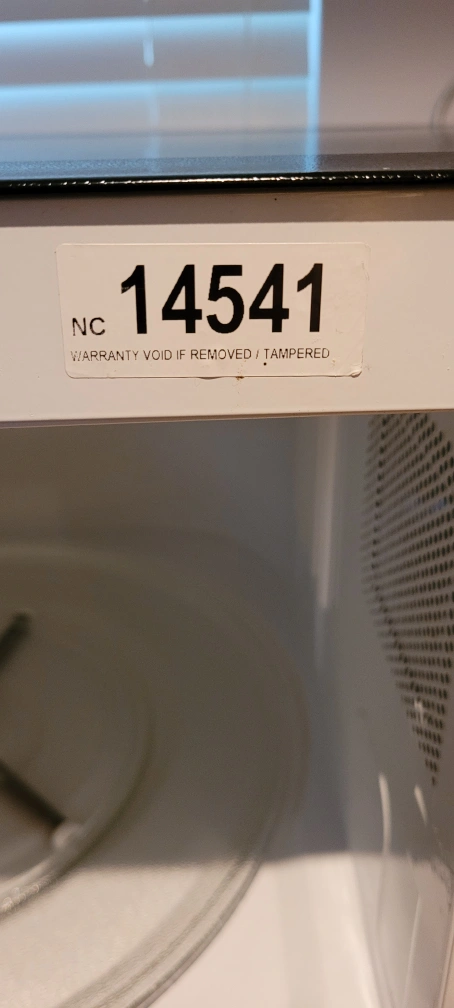 NC 14541
WARRANTY VOID IF REMOVED / TAMPERED